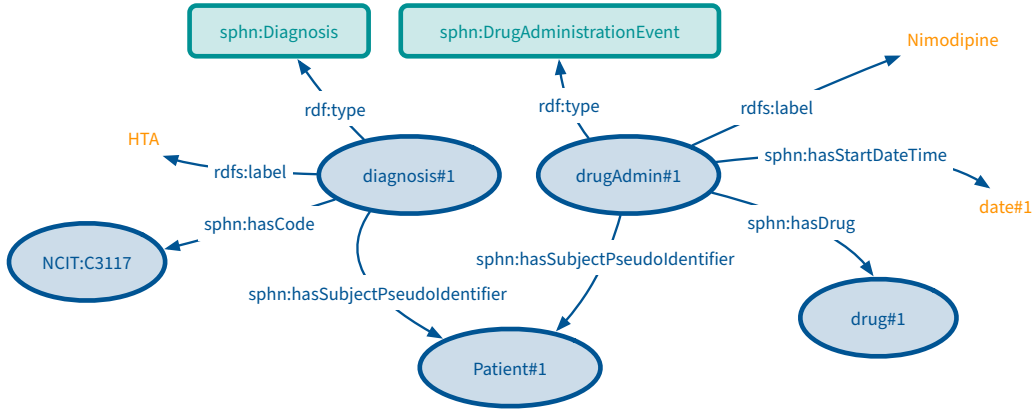 sphn:Diagnosis
sphn:DrugAdministrationEvent
Nimodipine
rdf:type
rdf:type
rdfs:label
HTA
rdfs:label
diagnosis#1
drugAdmin#1
sphn:hasStartDateTime
date#1
sphn:hasCode
sphn:hasDrug
NCIT:C3117
sphn:hasSubjectPseudoIdentifier
sphn:hasSubjectPseudoIdentifier
drug#1
Patient#1